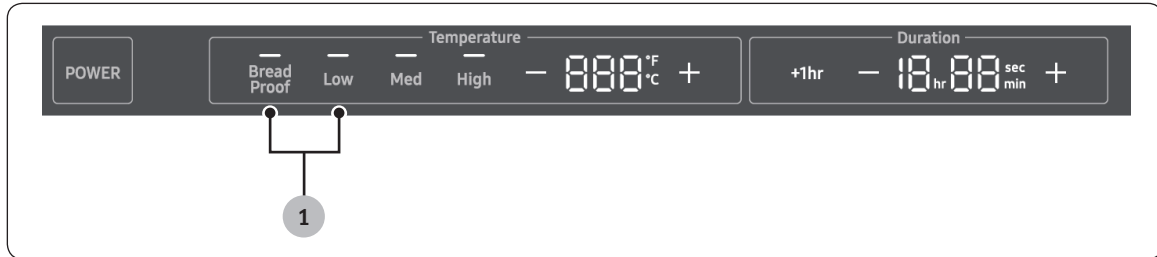 Temperature
Duration
POWER
Bread
Proof
Low
Med
High
− 888 °F
°C +
+1hr
− 18 hr 88 sec
min +
1